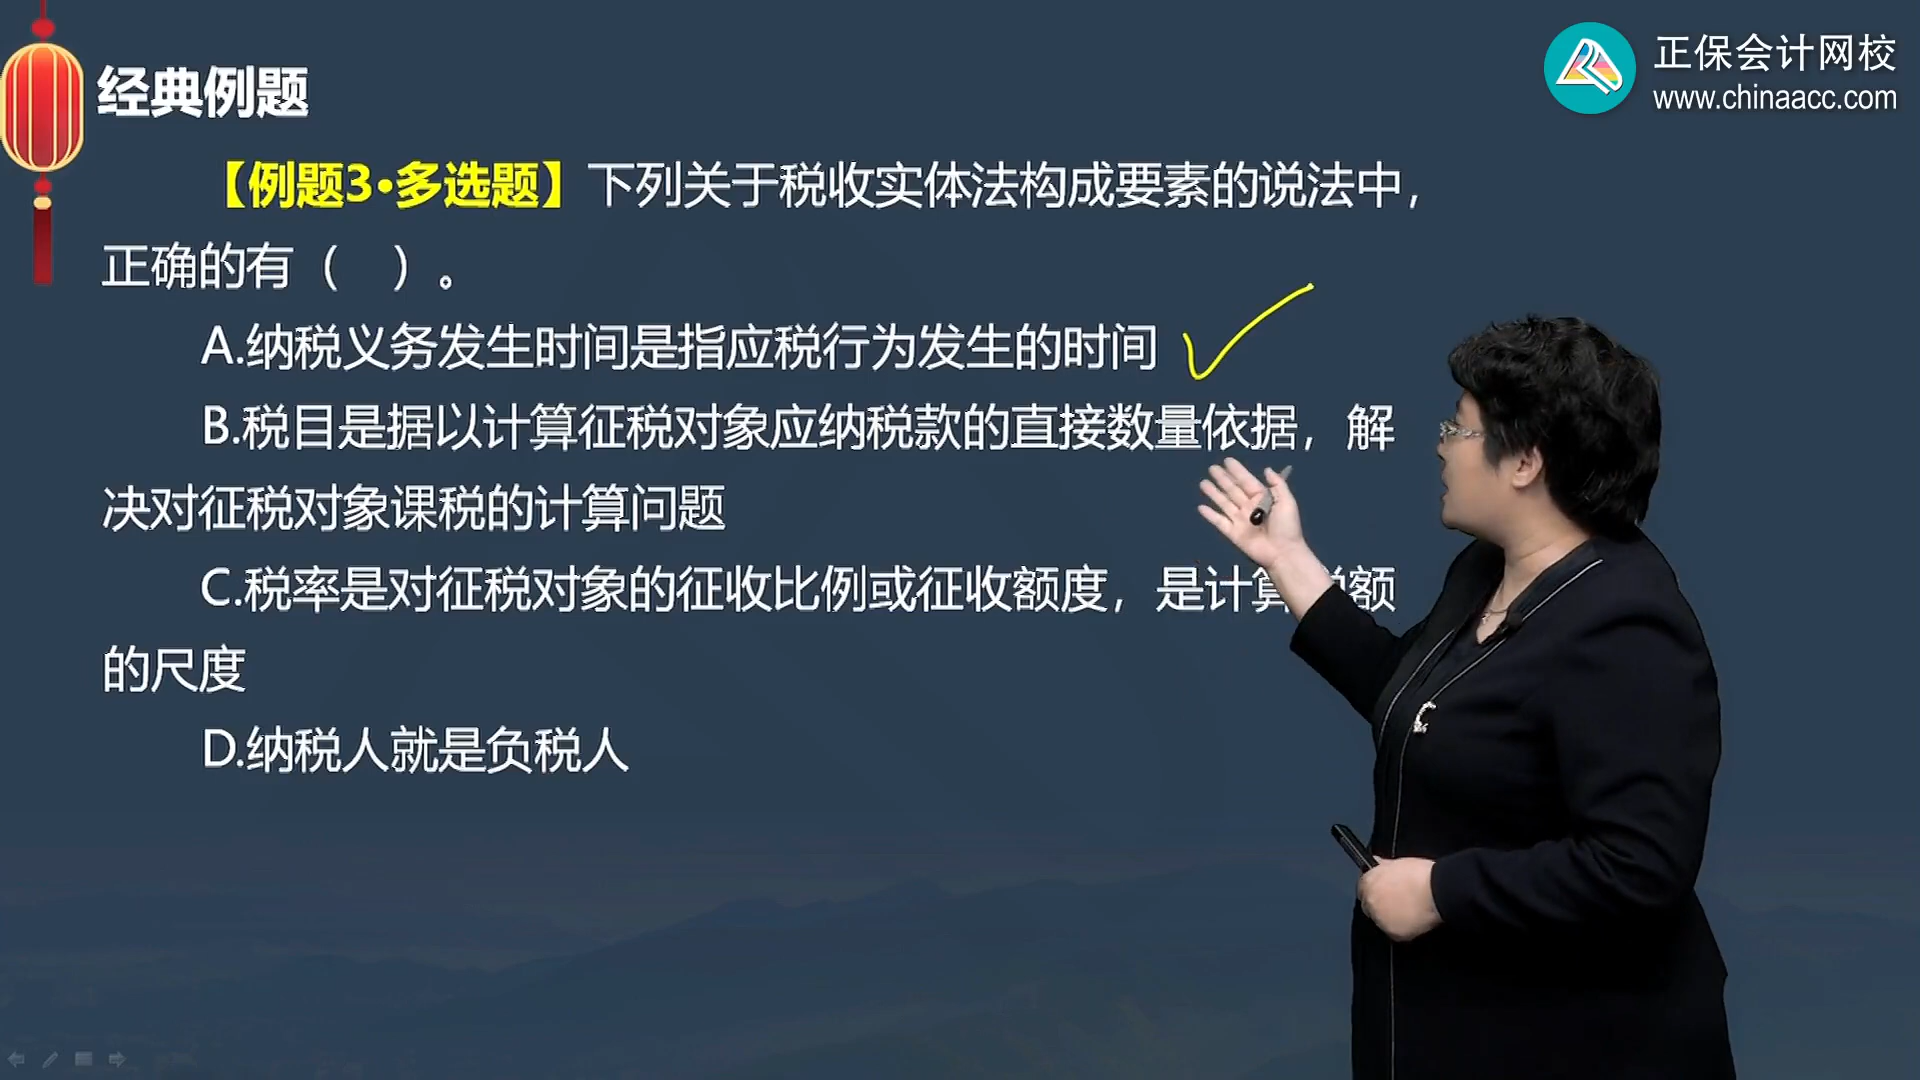 正保会计网校
www.chinaacc.com
经典例题
【例题3•多选题】下列关于税收实体法构成要素的说法中，
正确的有（ ）。
A.纳税义务发生时间是指应税行为发生的时间
B.税目是据以计算征税对象应纳税款的直接数量依据，解
决对征税对象课税的计算问题
C.税率是对征税对象的征收比例或征收额度，是计算 额
的尺度
D.纳税人就是负税人